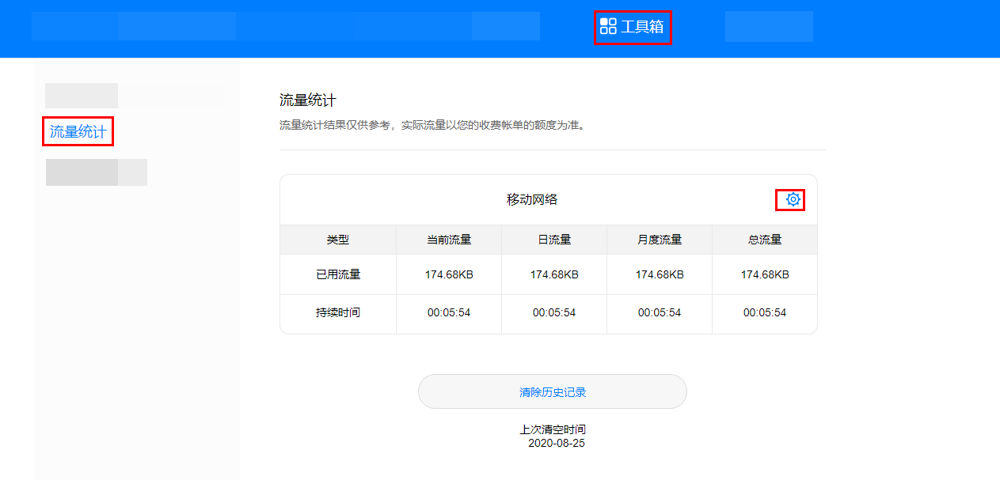 工具箱
流量统计
流量统计
流量统计结果仅供参考，实际流量以您的收费帐单的额度为准。
移动网络
类型 当前流量 日流量 月度流量 总流量
已用流量 174.68KB 174.68KB 174.68KB 174.68KB
持续时间 00:05:54 00:05:54 00:05:54 00:05:54
清除历史记录
上次清空时间
2020-08-25